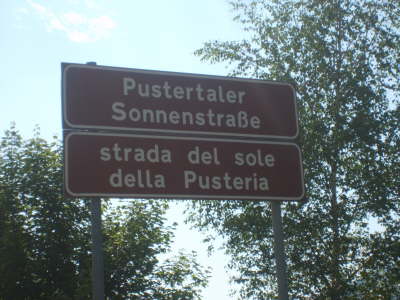 Pustertaler
Sonnenstraße
strada del sole
della Pusteria